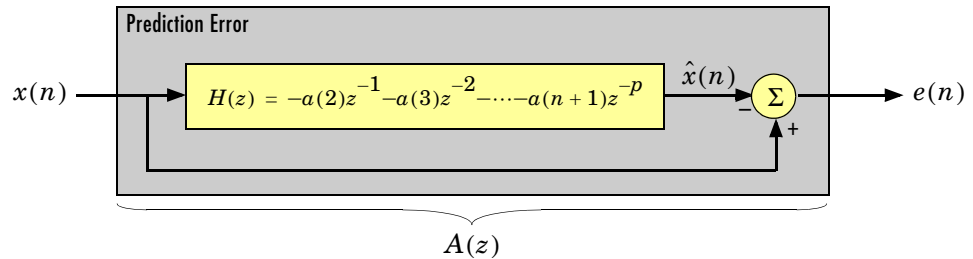 Prediction Error
x(n)
H(z) = −a(2)z^{−1}−a(3)z^{−2}−⋯−a(n+1)z^{−p}
x̂(n)
Σ
−
+
e(n)
A(z)